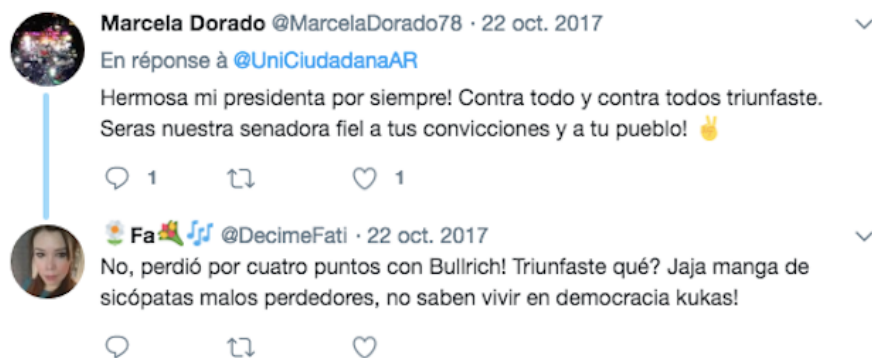 Marcela Dorado @MarcelaDorado78 · 22 oct. 2017
En réponse à @UniCiudadanaAR
Hermosa mi presidenta por siempre! Contra todo y contra todos triunfaste.
Seras nuestra senadora fiel a tus convicciones y a tu pueblo! ✌️
1 1
🌼Fa💐🎶 @DecimeFati · 22 oct. 2017
No, perdió por cuatro puntos con Bullrich! Triunfaste qué? Jaja manga de
sicópatas malos perdedores, no saben vivir en democracia kukas!